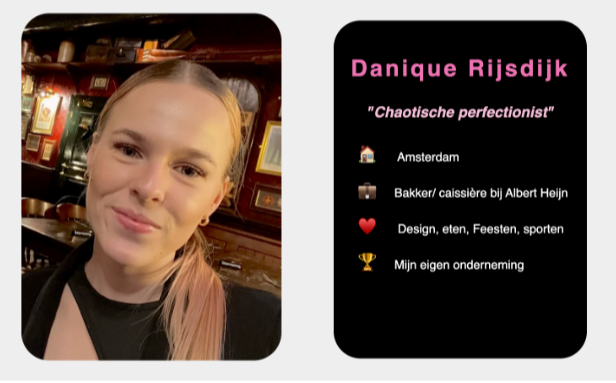 Danique Rijsdijk
"Chaotische perfectionist"
Amsterdam
Bakker/ caissière bij Albert Heijn
Design, eten, Feesten, sporten
Mijn eigen onderneming